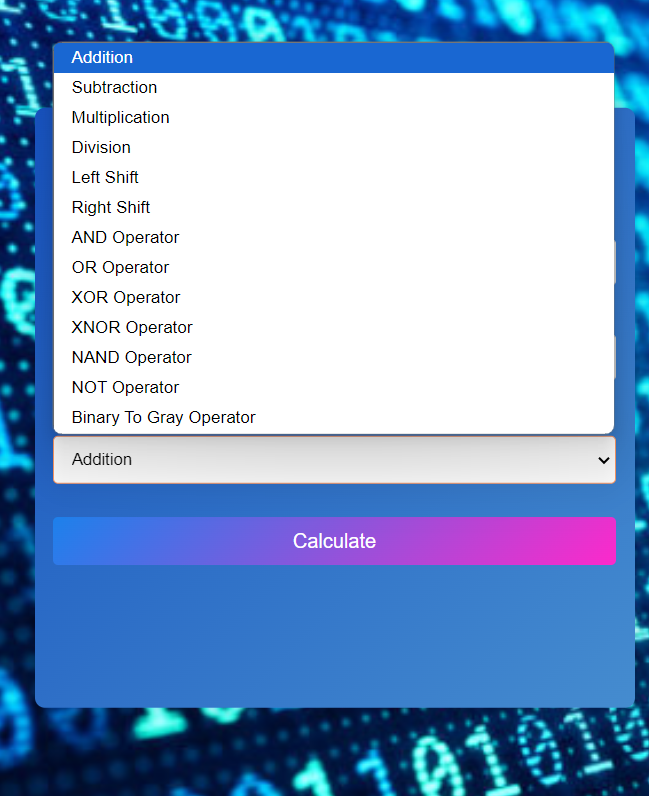 Addition
Subtraction
Multiplication
Division
Left Shift
Right Shift
AND Operator
OR Operator
XOR Operator
XNOR Operator
NAND Operator
NOT Operator
Binary To Gray Operator
Addition
Calculate